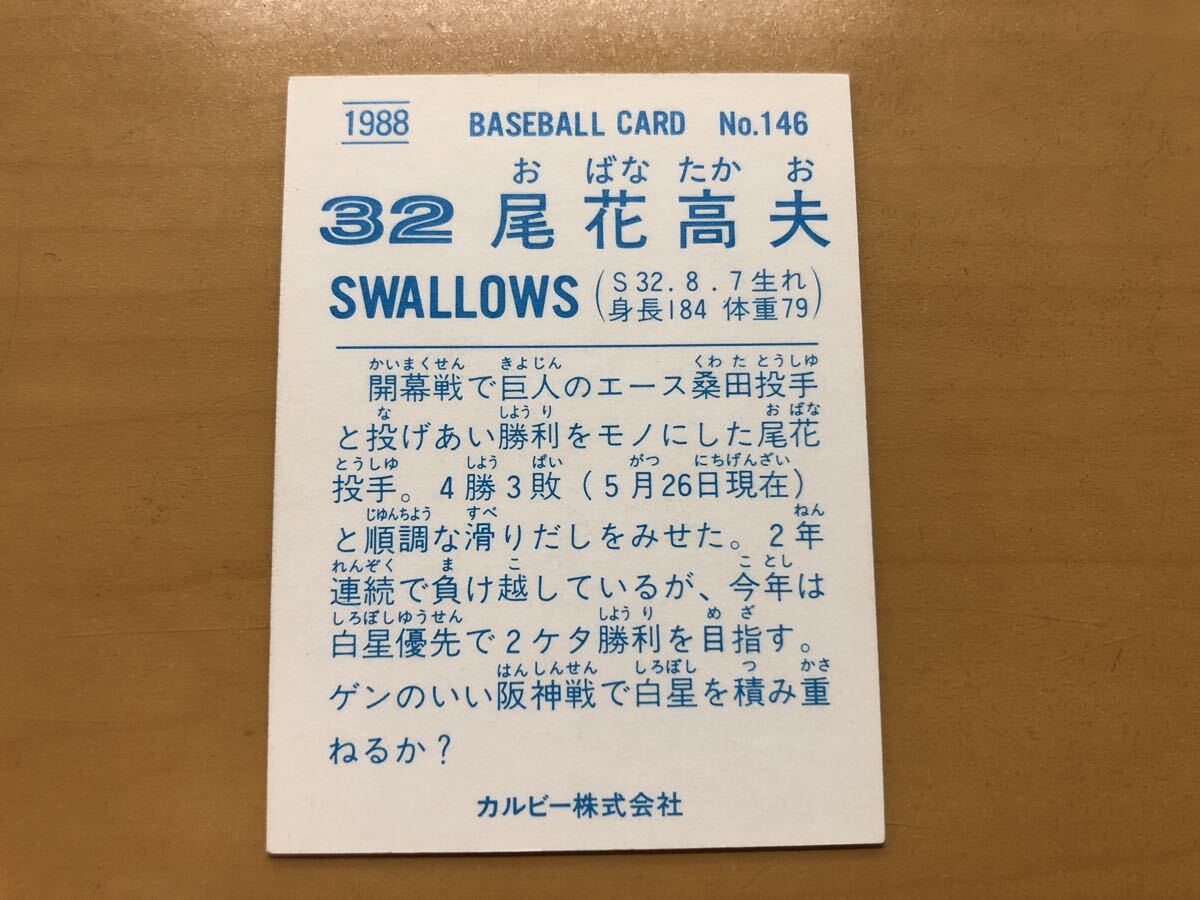 1988 BASEBALL CARD No.146
お ばな たか お
32 尾花高夫
SWALLOWS (S32.8.7生れ
身長184 体重79)
かいまくせん きよじん くわ た とうしゆ
開幕戦で巨人のエース桑田投手
な しよう り お ばな
と投げあい勝利をモノにした尾花
とうしゆ しよう ぱい がつ にちげんざい
投手。4勝3敗(5月26日現在)
じゆんちよう すべ ねん
と順調な滑りだしをみせた。2年
れんぞく ま こ こ とし
連続で負け越しているが、今年は
しろぼしゆうせん しよう り め ざ
白星優先で2ケタ勝利を目指す。
はんしんせん しろぼし つ かさ
ゲンのいい阪神戦で白星を積み重
ねるか?
カルビー株式会社